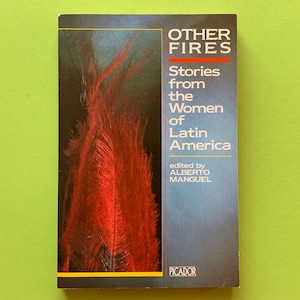 OTHER
FIRES
Stories
from
the
Women
of
Latin
America
edited by
ALBERTO
MANGUEL
PICADOR